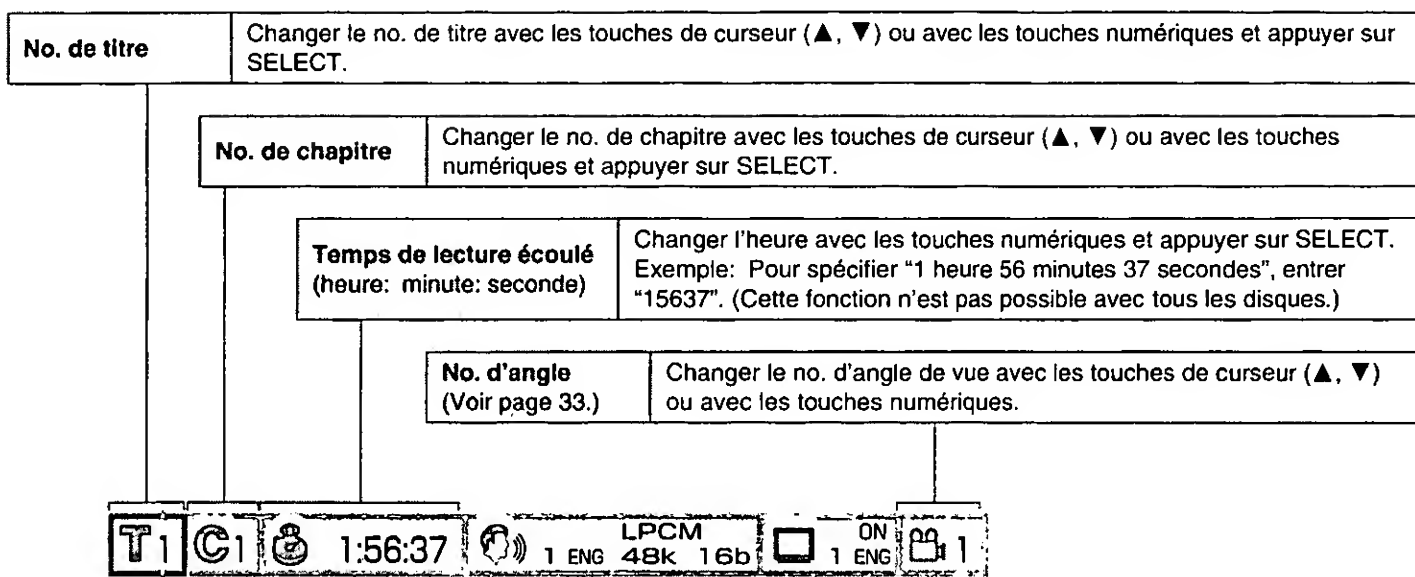 No. de titre
Changer le no. de titre avec les touches de curseur (▲, ▼) ou avec les touches numériques et appuyer sur
SELECT.
No. de chapitre
Changer le no. de chapitre avec les touches de curseur (▲, ▼) ou avec les touches
numériques et appuyer sur SELECT.
Temps de lecture écoulé
(heure: minute: seconde)
Changer l'heure avec les touches numériques et appuyer sur SELECT.
Exemple: Pour spécifier “1 heure 56 minutes 37 secondes”, entrer
“15637”. (Cette fonction n'est pas possible avec tous les disques.)
No. d'angle
(Voir page 33.)
Changer le no. d'angle de vue avec les touches de curseur (▲, ▼)
ou avec les touches numériques.
T 1
C 1
1:56:37
LPCM
1 ENG 48k 16b
ON
1 ENG
1